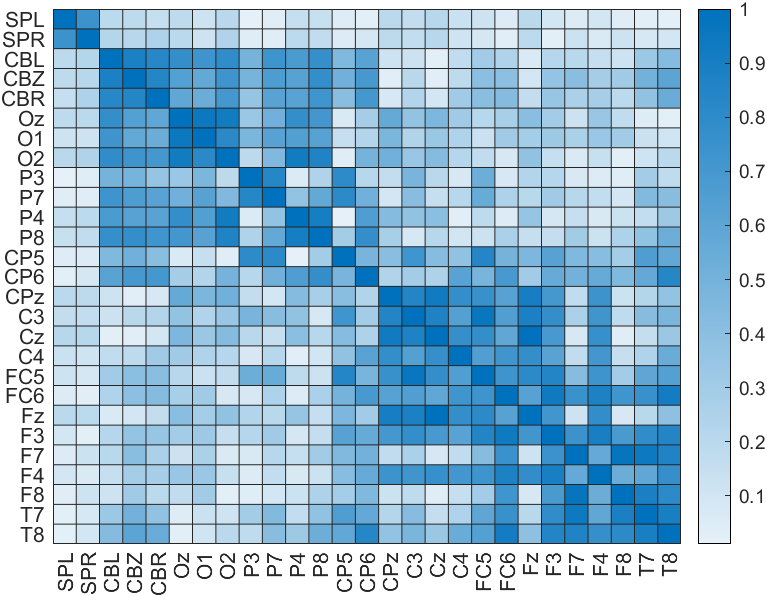 SPL
SPR
CBL
CBZ
CBR
Oz
O1
O2
P3
P7
P4
P8
CP5
CP6
CPz
C3
Cz
C4
FC5
FC6
Fz
F3
F7
F4
F8
T7
T8
SPL SPR CBL CBZ CBR Oz O1 O2 P3 P7 P4 P8 CP5 CP6 CPz C3 Cz C4 FC5 FC6 Fz F3 F7 F4 F8 T7 T8
1
0.9
0.8
0.7
0.6
0.5
0.4
0.3
0.2
0.1